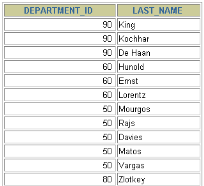 DEPARTMENT_ID LAST_NAME
90 King
90 Kochhar
90 De Haan
60 Hunold
60 Ernst
60 Lorentz
50 Mourgos
50 Rajs
50 Davies
50 Matos
50 Vargas
80 Zlotkey